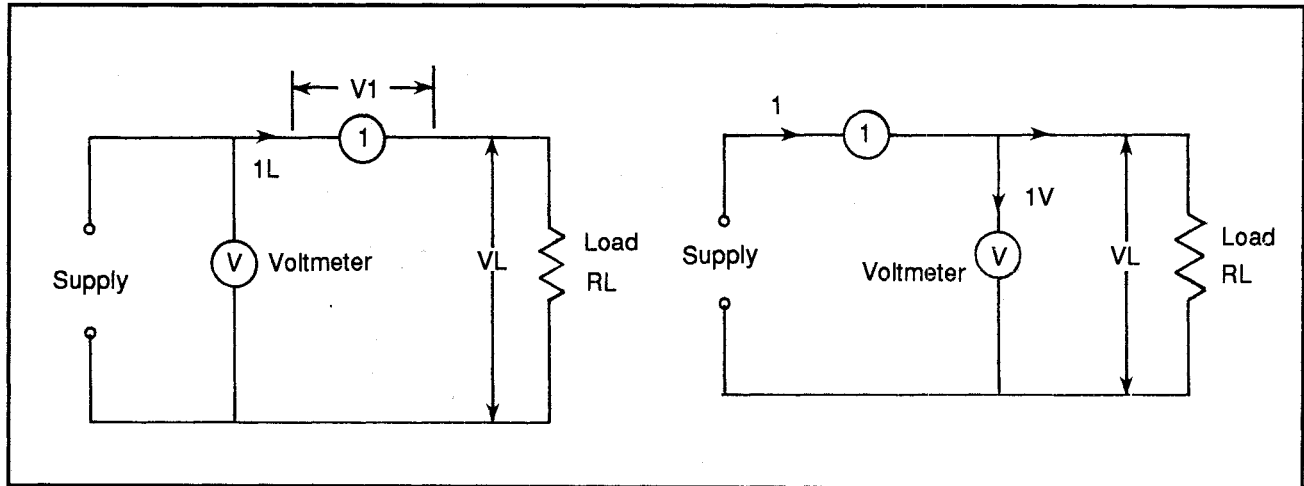 V1
1
1L
V
Voltmeter
Supply
VL
Load
RL
1
1
1V
V
Voltmeter
Supply
VL
Load
RL